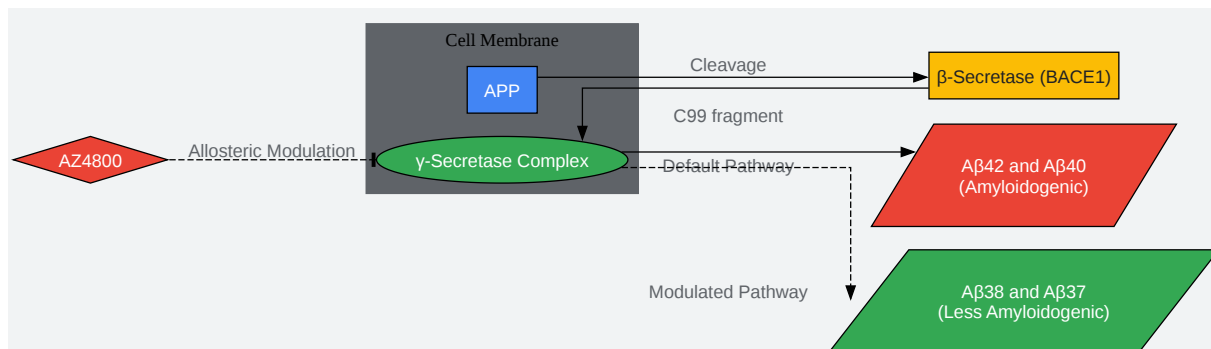 Cell Membrane
APP
Cleavage
β-Secretase (BACE1)
C99 fragment
AZ4800
Allosteric Modulation
γ-Secretase Complex
Default Pathway
Aβ42 and Aβ40
(Amyloidogenic)
Modulated Pathway
Aβ38 and Aβ37
(Less Amyloidogenic)